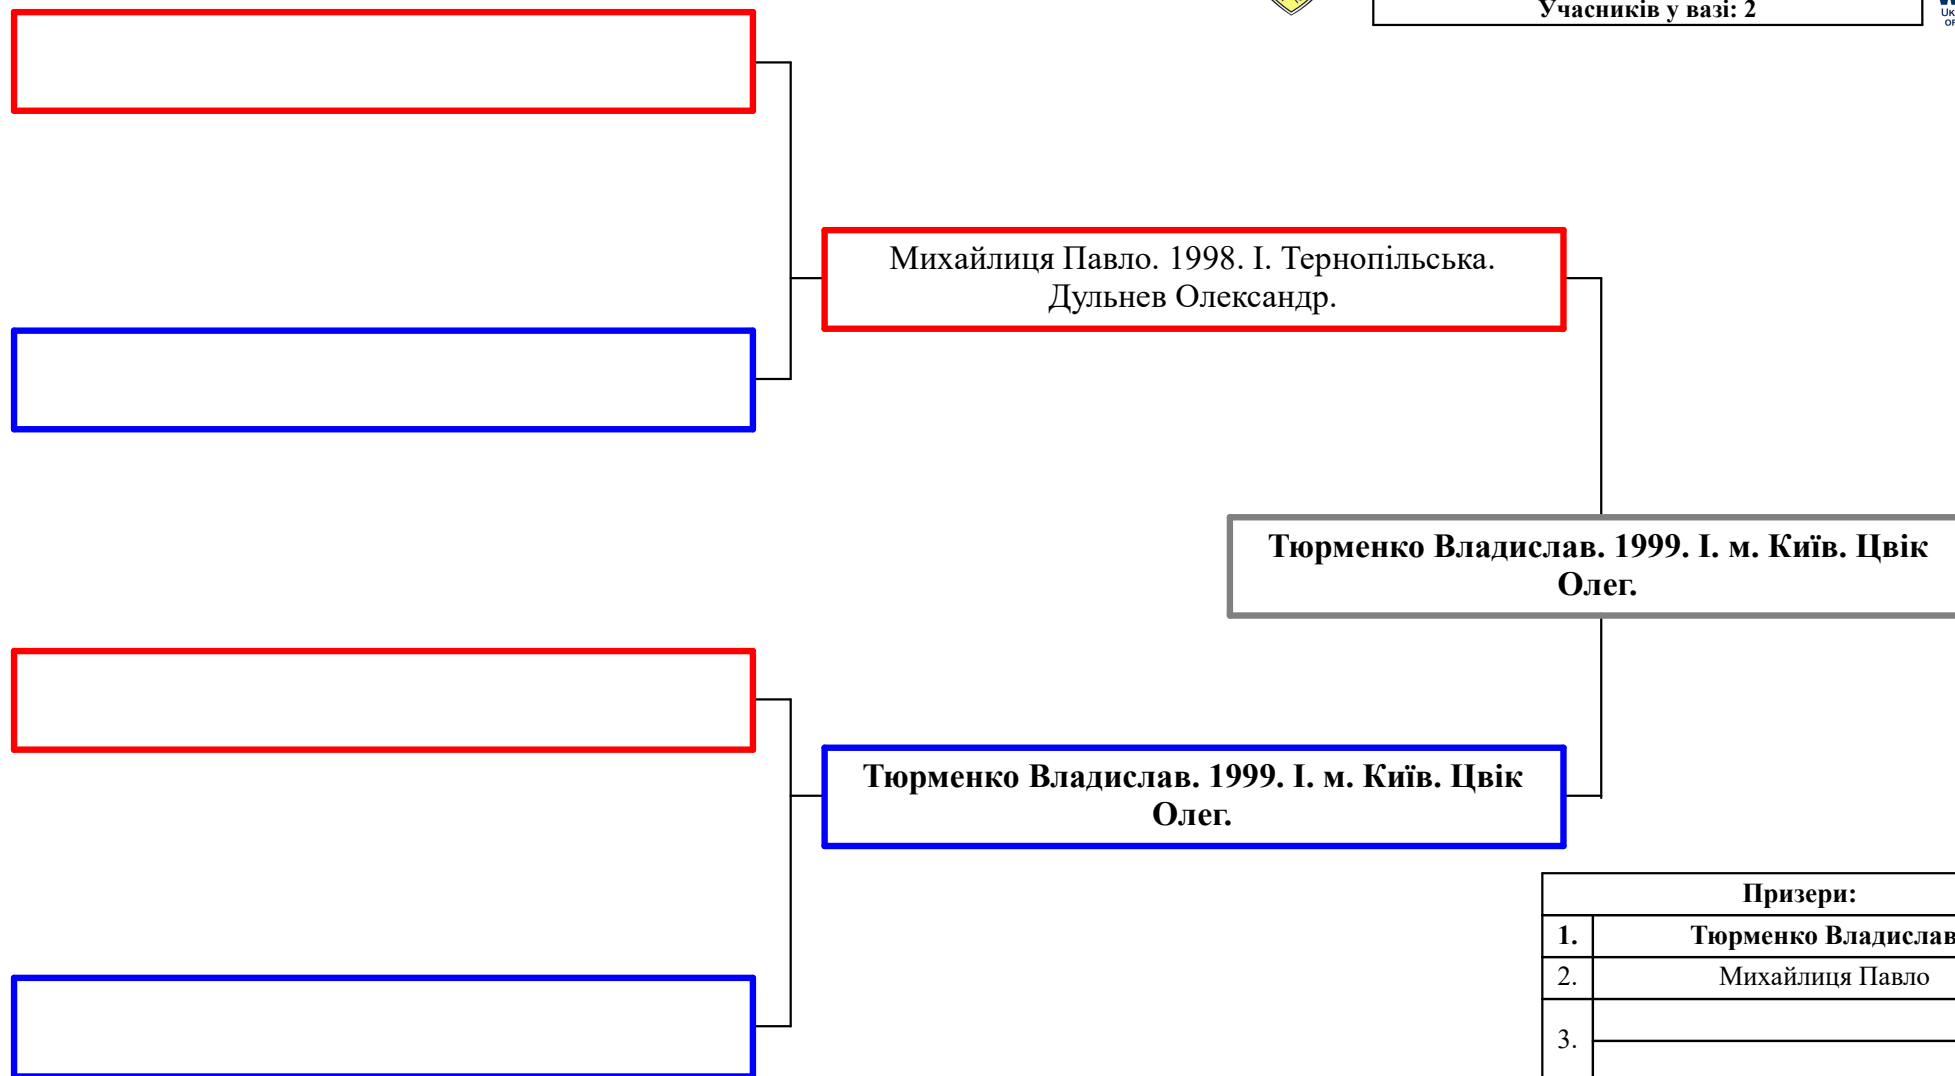 Учасників у вазі: 2
Михайлиця Павло. 1998. І. Тернопільська.
Дульнев Олександр.
Тюрменко Владислав. 1999. І. м. Київ. Цвік
Олег.
Тюрменко Владислав. 1999. І. м. Київ. Цвік
Олег.
Призери:
1. Тюрменко Владислав
2. Михайлиця Павло
3.